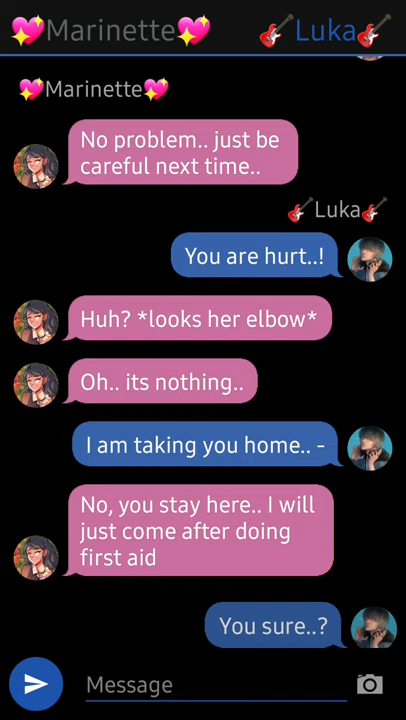 💖Marinette💖 🎸Luka🎸
💖Marinette💖
No problem.. just be
careful next time..
🎸Luka🎸
You are hurt..!
Huh? *looks her elbow*
Oh.. its nothing..
I am taking you home.. -
No, you stay here.. I will
just come after doing
first aid
You sure..?
Message